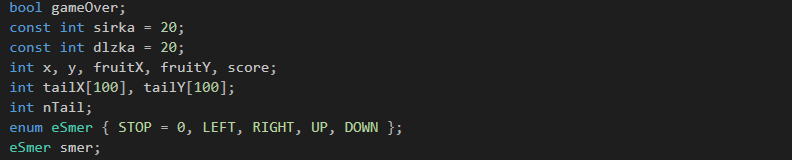 bool gameOver;
const int sirka = 20;
const int dlzka = 20;
int x, y, fruitX, fruitY, score;
int tailX[100], tailY[100];
int nTail;
enum eSmer { STOP = 0, LEFT, RIGHT, UP, DOWN };
eSmer smer;